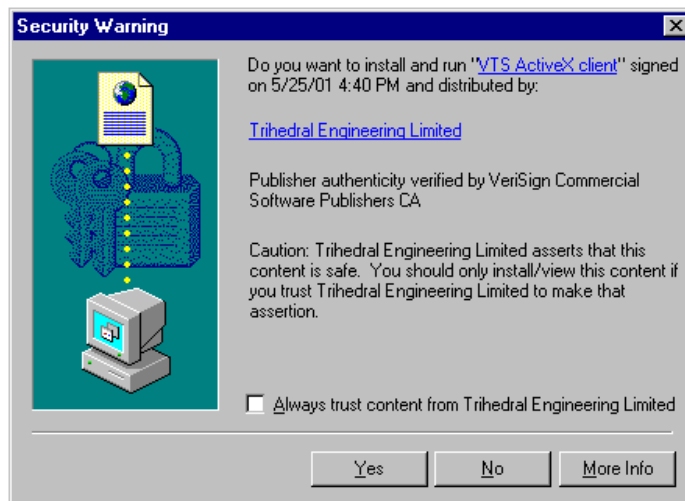 Security Warning
Do you want to install and run "VTS ActiveX client" signed
on 5/25/01 4:40 PM and distributed by:
Trihedral Engineering Limited
Publisher authenticity verified by VeriSign Commercial
Software Publishers CA
Caution: Trihedral Engineering Limited asserts that this
content is safe. You should only install/view this content if
you trust Trihedral Engineering Limited to make that
assertion.
Always trust content from Trihedral Engineering Limited
Yes
No
More Info